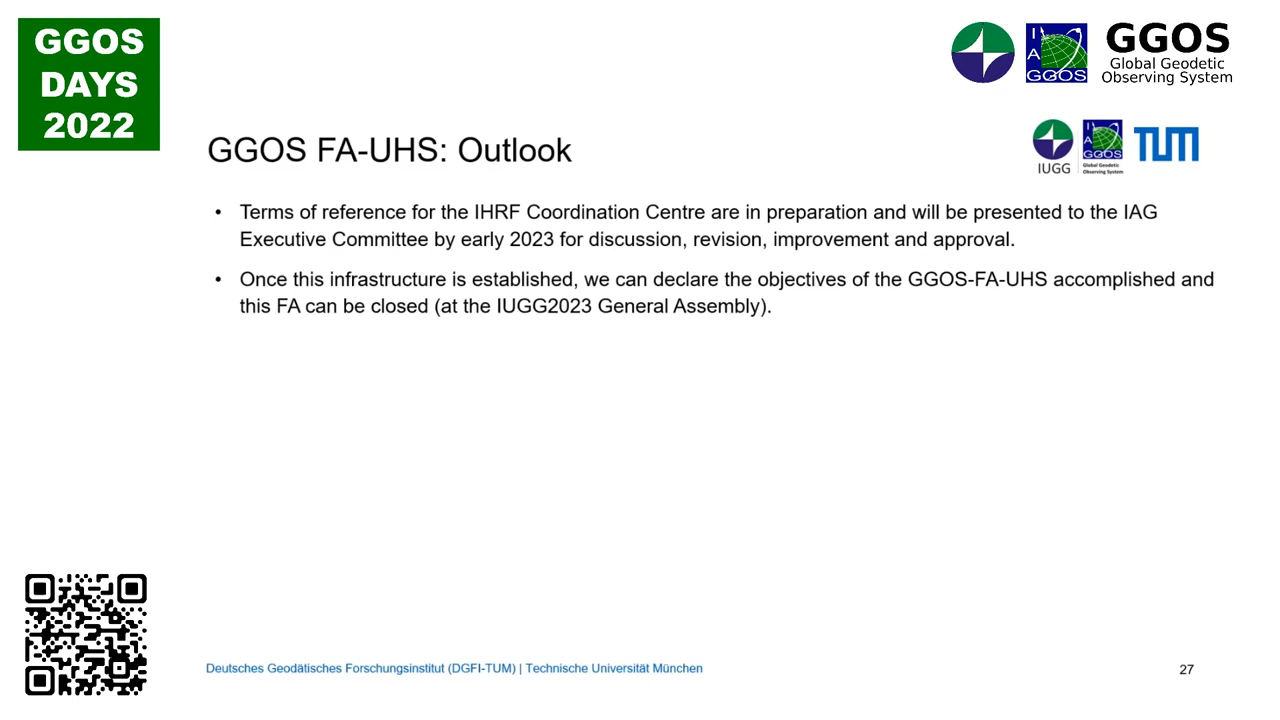 GGOS
DAYS
2022
I
A
GGOS
GGOS
Global Geodetic
Observing System
GGOS FA-UHS: Outlook
IUGG
I
A
GGOS
Global Geodetic
Observing System
TUM
• Terms of reference for the IHRF Coordination Centre are in preparation and will be presented to the IAG
Executive Committee by early 2023 for discussion, revision, improvement and approval.
• Once this infrastructure is established, we can declare the objectives of the GGOS-FA-UHS accomplished and
this FA can be closed (at the IUGG2023 General Assembly).
Deutsches Geodätisches Forschungsinstitut (DGFI-TUM) | Technische Universität München
27